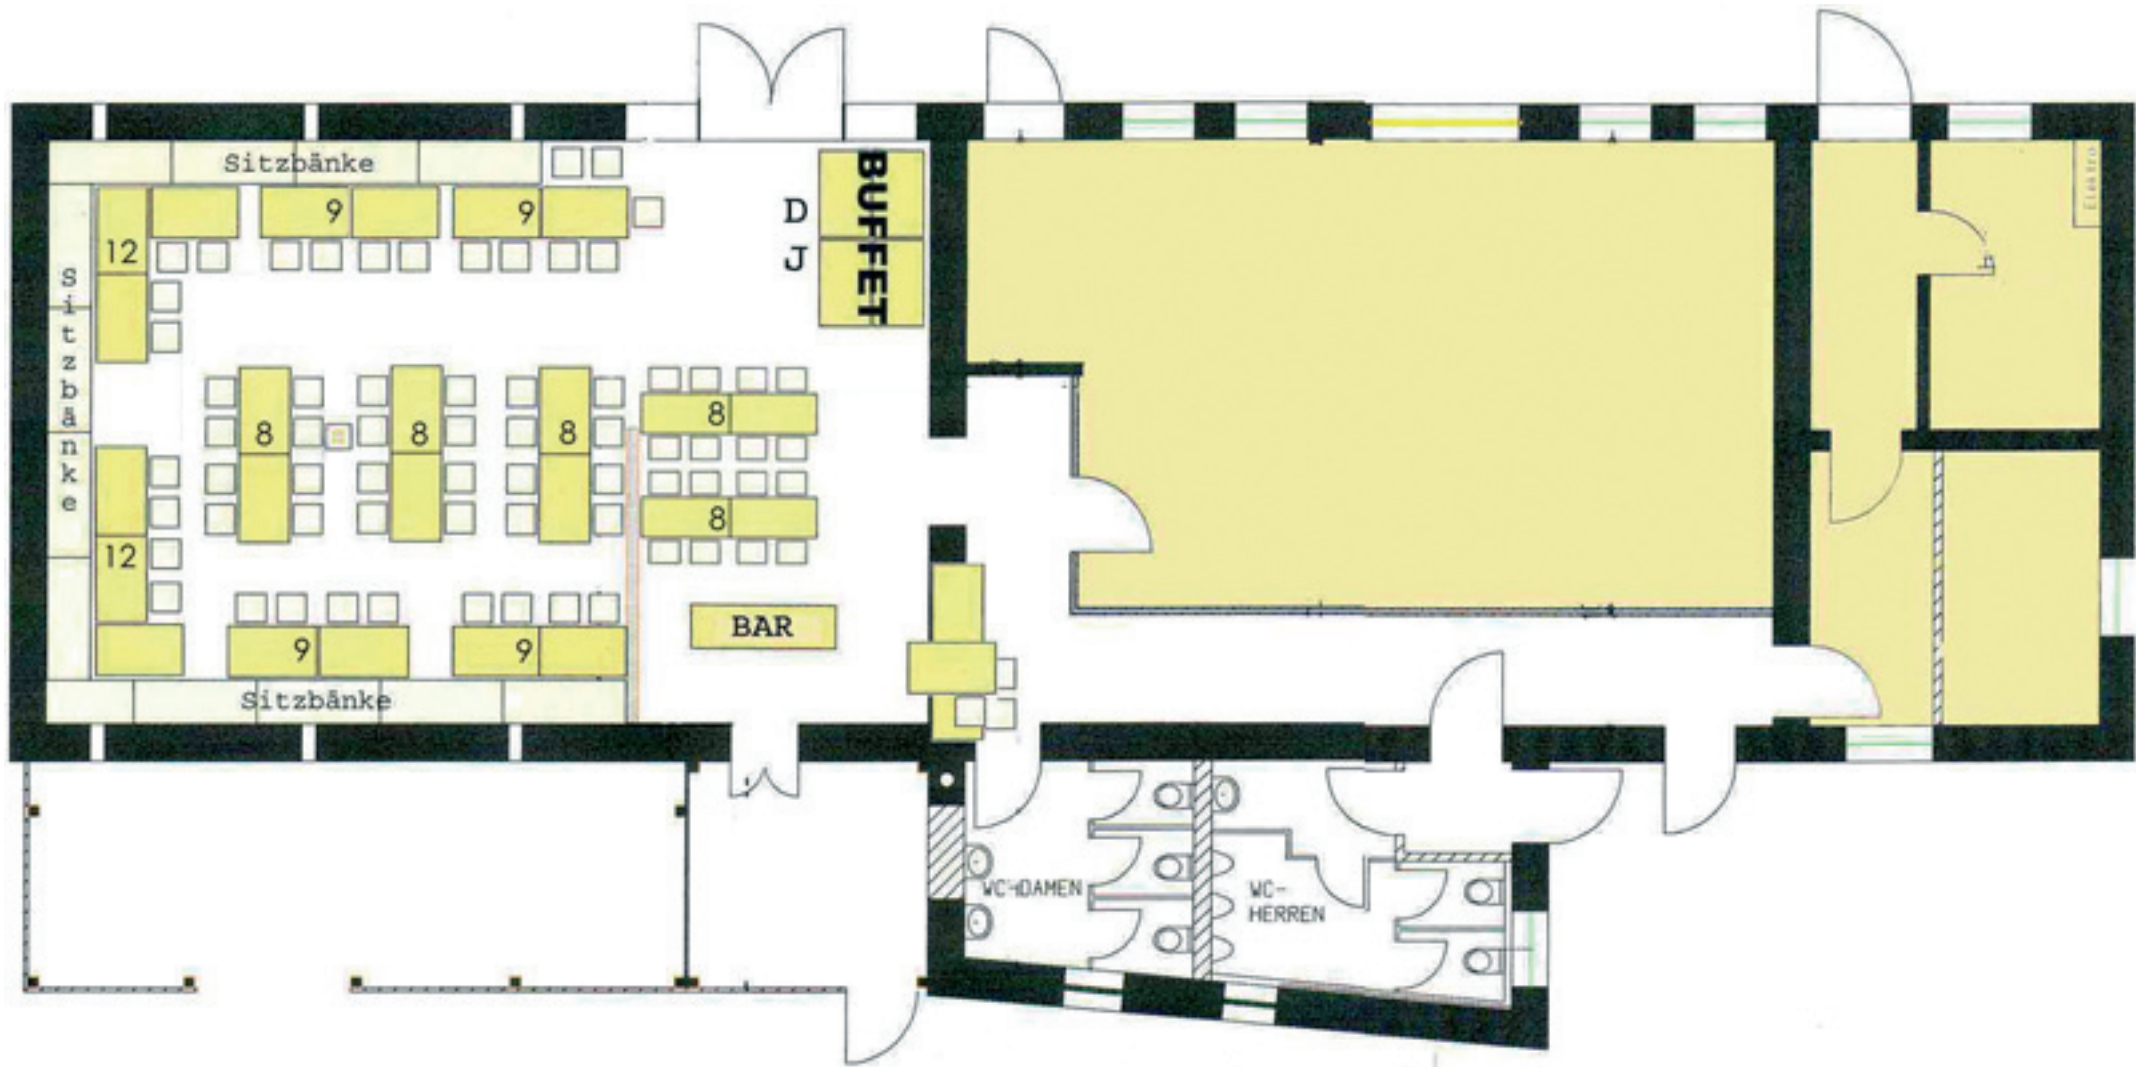 Sitzbänke
D
J
BUFFET
9
9
12
Sitzbänke
8
8
8
8
8
12
9
9
BAR
Sitzbänke
Elektro
WC-DAMEN
WC-
HERREN